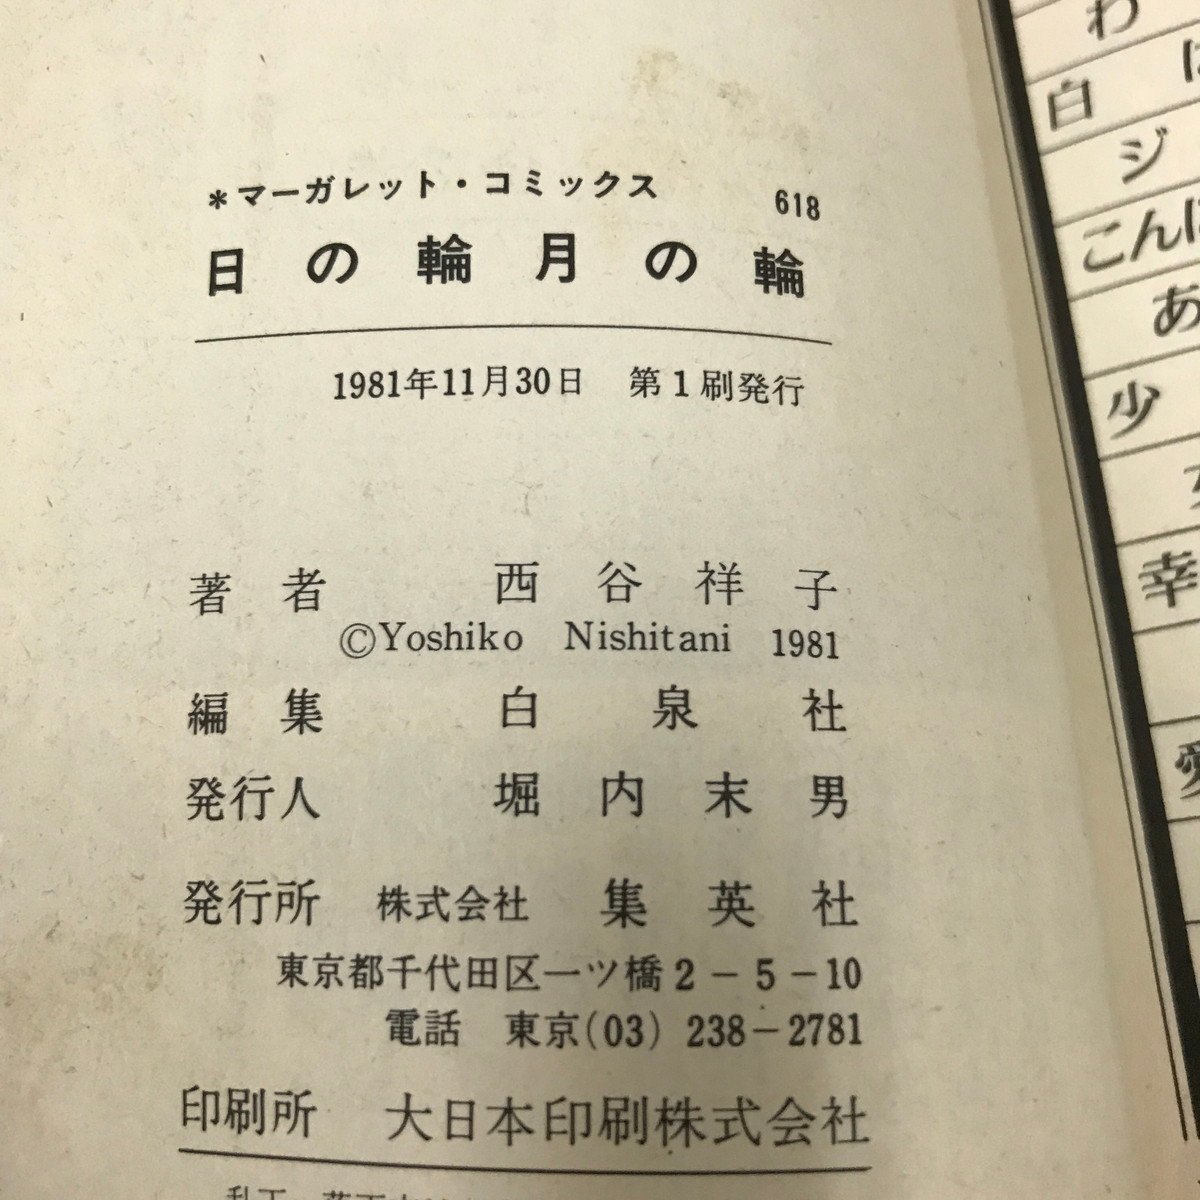 *マーガレット・コミックス 618
日の輪月の輪
1981年11月30日 第1刷発行
著者 西谷祥子
©Yoshiko Nishitani 1981
編集 白泉社
発行人 堀内末男
発行所 株式会社 集英社
東京都千代田区一ツ橋2-5-10
電話 東京(03) 238-2781
印刷所 大日本印刷株式会社
わ
白 は
ジ
こんに
あ
少
幸
愛